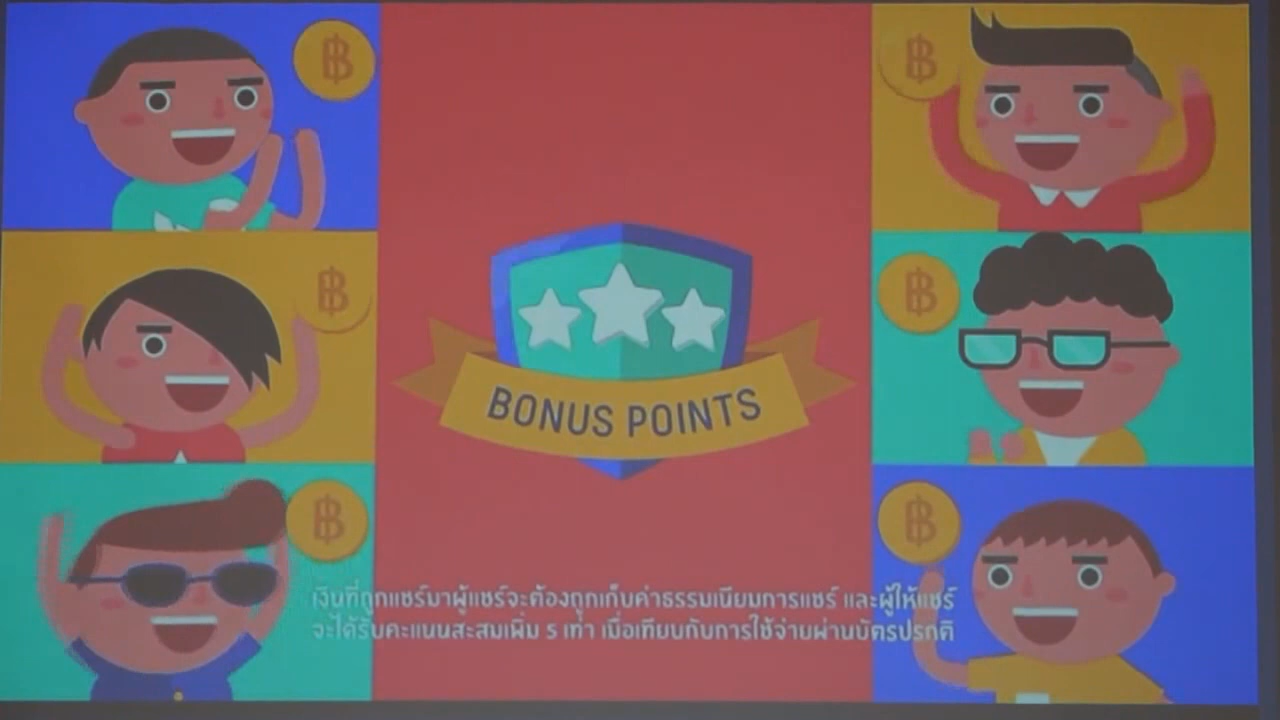 ฿
฿
฿
฿
BONUS POINTS
฿
฿
เงินที่ถูกแชร์มาผู้แชร์จะต้องถูกเก็บค่าธรรมเนียมการแชร์ และผู้ให้แชร์
จะได้รับคะแนนสะสมเพิ่ม 5 เท่า เมื่อเทียบกับการใช้จ่ายผ่านบัตรปรกติ